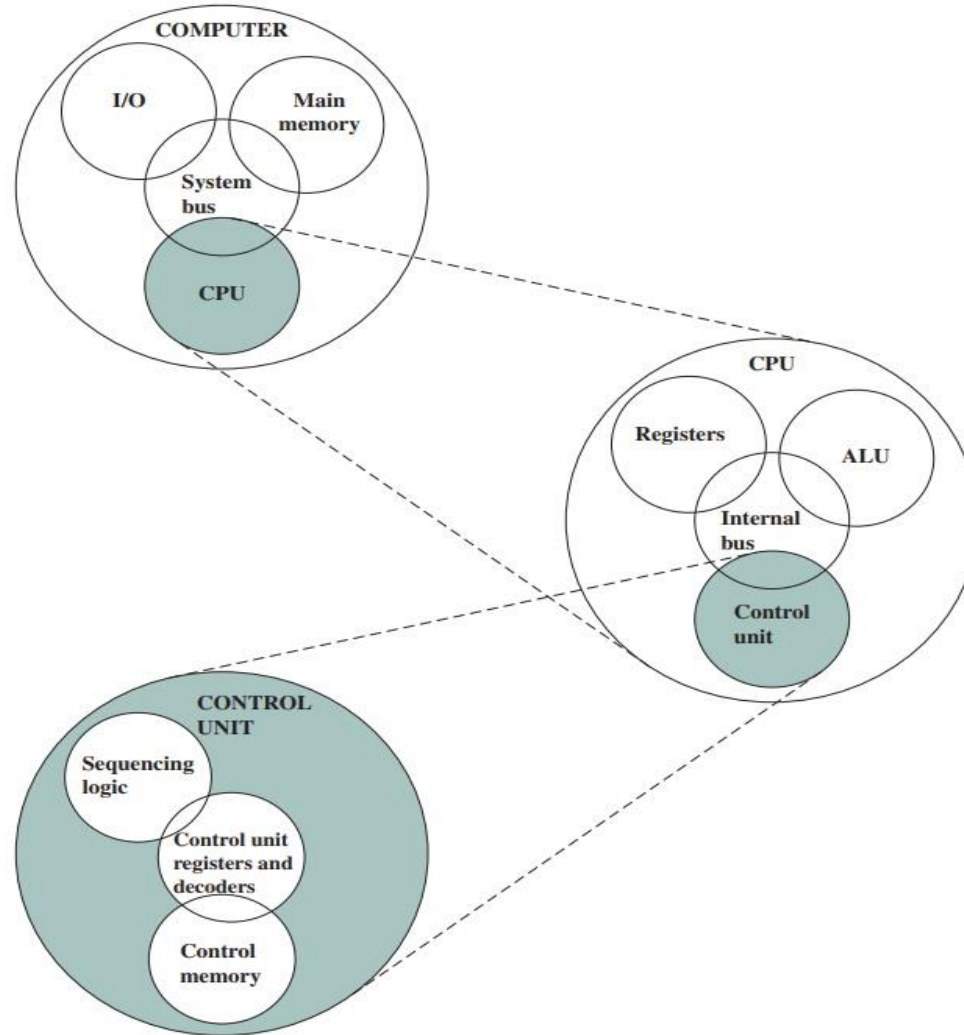 COMPUTER
I/O
Main
memory
System
bus
CPU
CPU
Registers
ALU
Internal
bus
Control
unit
CONTROL
UNIT
Sequencing
logic
Control unit
registers and
decoders
Control
memory